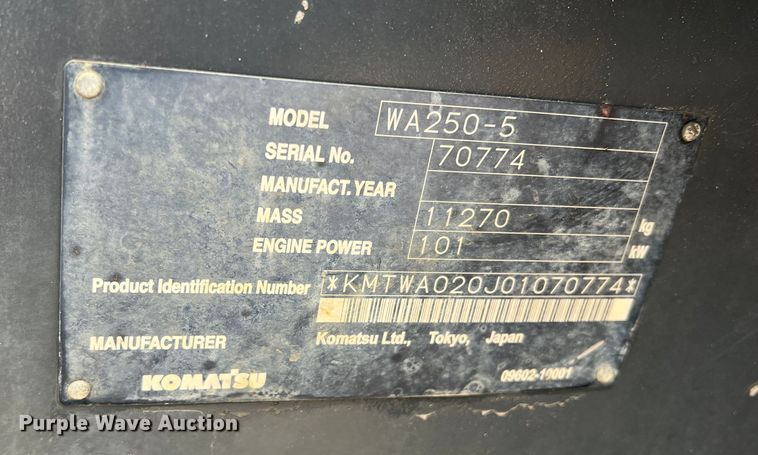 MODEL WA250-5
SERIAL No. 70774
MANUFACT. YEAR
MASS 11270 kg
ENGINE POWER 101 kW
Product Identification Number *KMTWA020J01070774*
MANUFACTURER Komatsu Ltd., Tokyo, Japan
KOMATSU 09602-10001
Purple Wave Auction